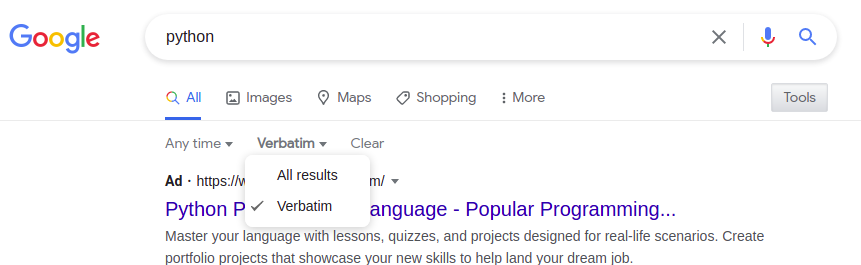 Google
python
All Images Maps Shopping More Tools
Any time Verbatim Clear
All results
Verbatim
Ad · https://w m/
Python P anguage - Popular Programming...
Master your language with lessons, quizzes, and projects designed for real-life scenarios. Create
portfolio projects that showcase your new skills to help land your dream job.